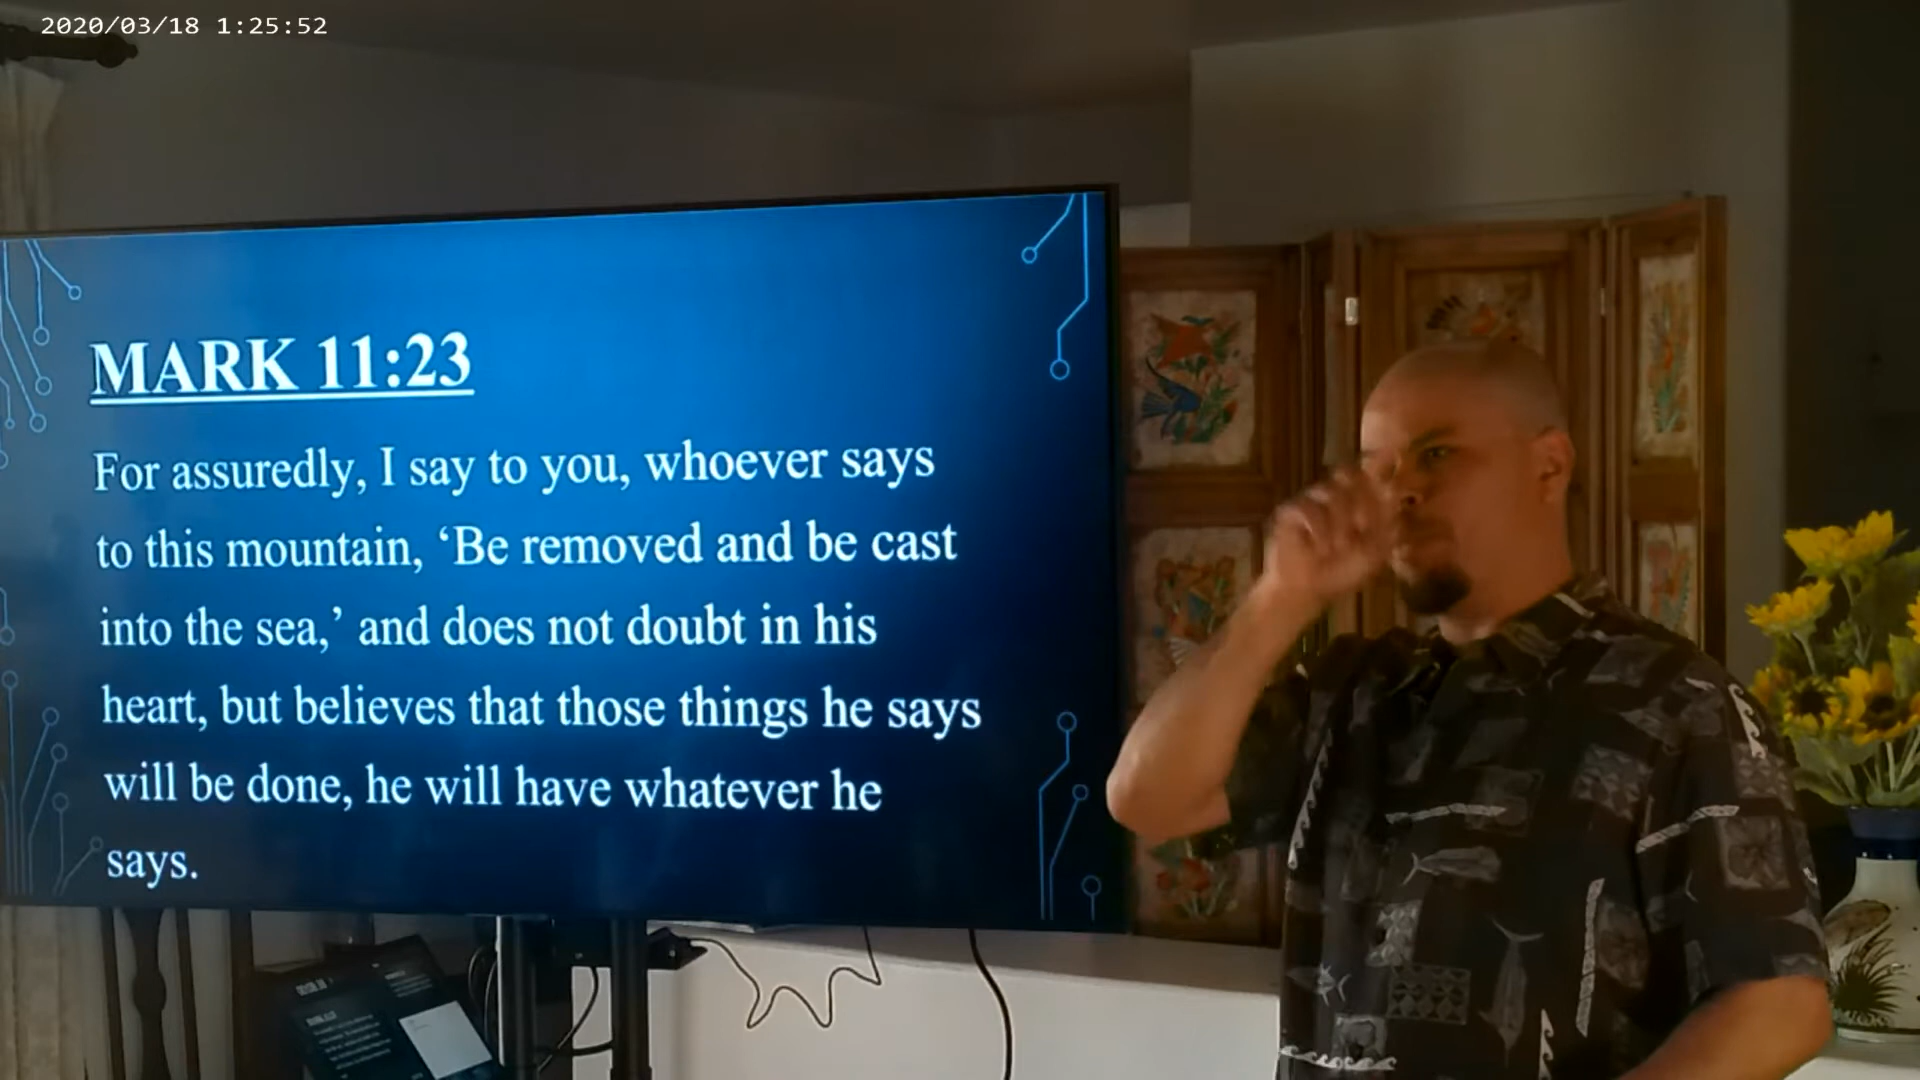 2020/03/18 1:25:52
MARK 11:23
For assuredly, I say to you, whoever says
to this mountain, ‘Be removed and be cast
into the sea,’ and does not doubt in his
heart, but believes that those things he says
will be done, he will have whatever he
says.